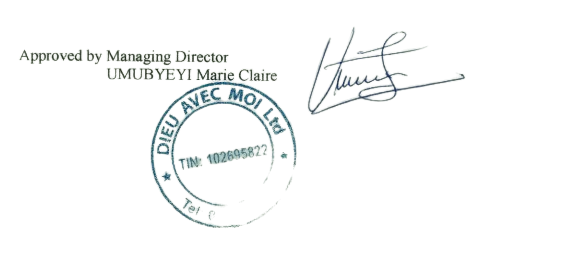 Approved by Managing Director
UMUBYEYI Marie Claire
DIEU AVEC MOI Ltd
TIN: 102695822
Tel